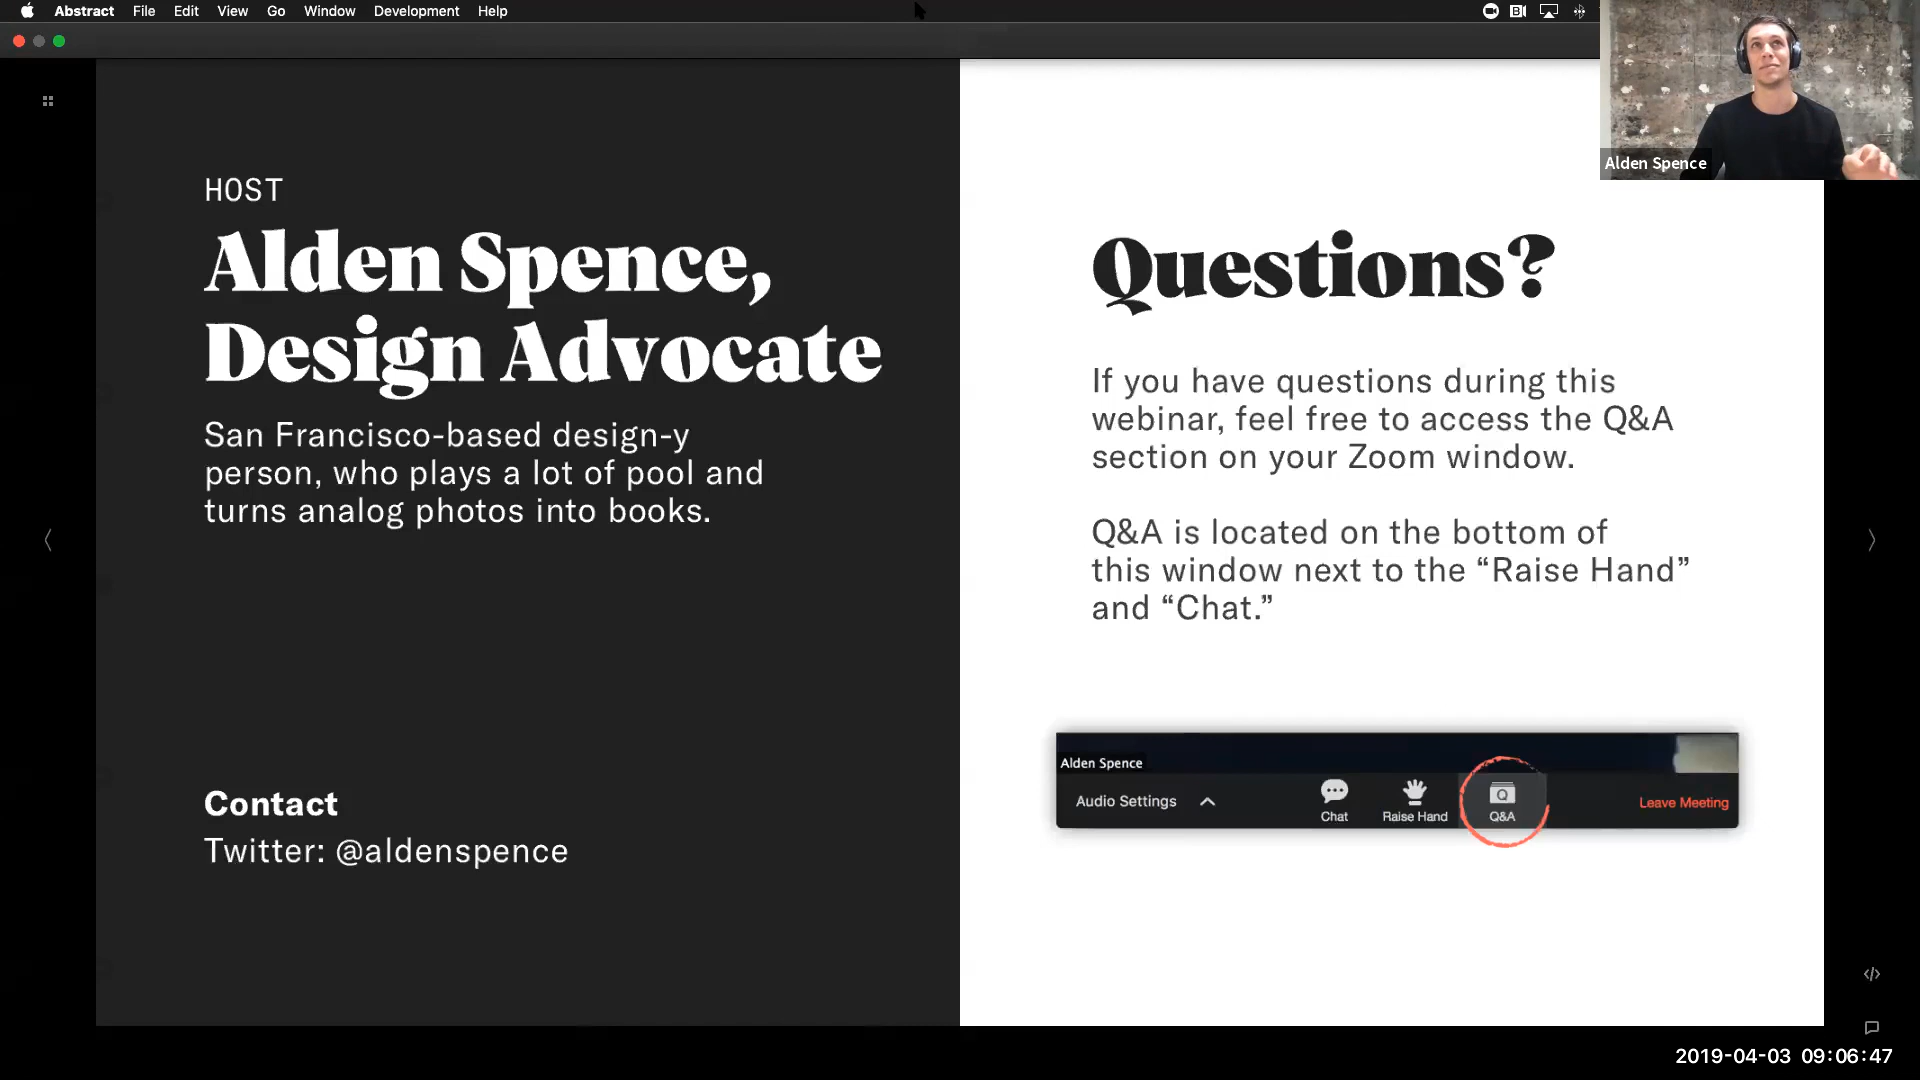 Abstract File Edit View Go Window Development Help
Alden Spence
HOST
Alden Spence,
Design Advocate
San Francisco-based design-y
person, who plays a lot of pool and
turns analog photos into books.
Contact
Twitter: @aldenspence
Questions?
If you have questions during this
webinar, feel free to access the Q&A
section on your Zoom window.
Q&A is located on the bottom of
this window next to the “Raise Hand”
and “Chat.”
Alden Spence
Audio Settings
Chat
Raise Hand
Q
Q&A
Leave Meeting
2019-04-03 09:06:47